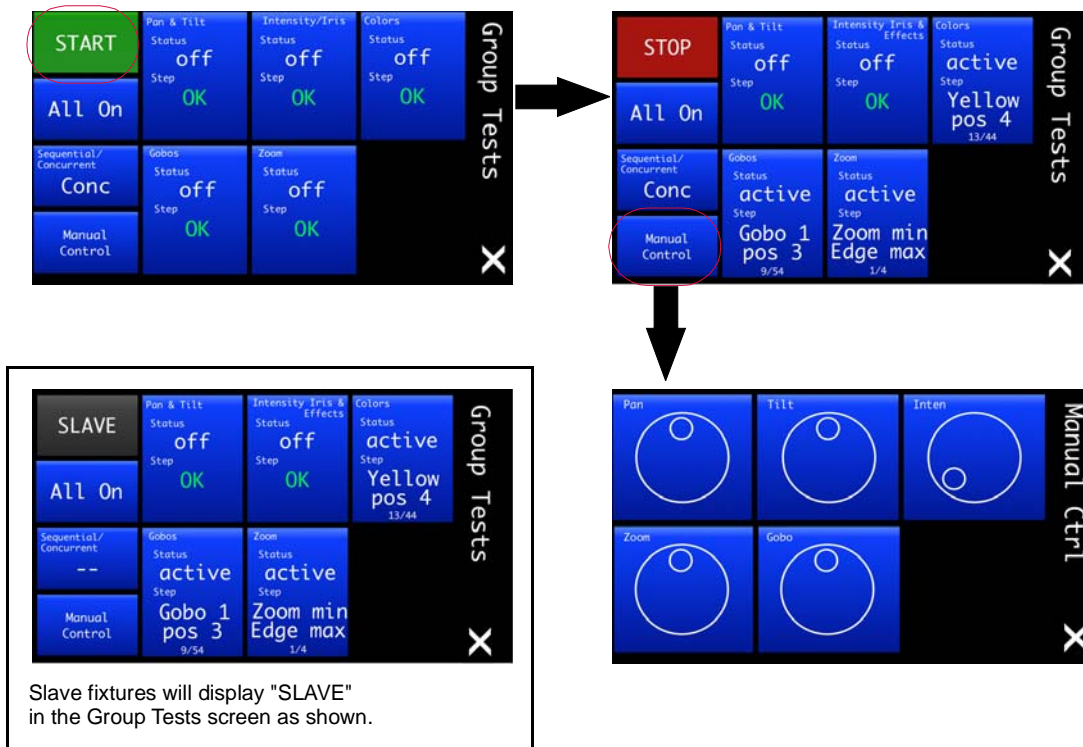 START
Pan & Tilt
Status
off
Step
OK
Intensity/Iris
Status
off
Step
OK
Colors
Status
off
Step
OK
All On
Sequential/
Concurrent
Conc
Gobos
Status
off
Step
OK
Zoom
Status
off
Step
OK
Manual
Control
Group Tests
X
STOP
Pan & Tilt
Status
off
Step
OK
Intensity Iris &
Effects
Status
off
Step
OK
Colors
Status
active
Step
Yellow
pos 4
13/44
All On
Sequential/
Concurrent
Conc
Gobos
Status
active
Step
Gobo 1
pos 3
9/54
Zoom
Status
active
Step
Zoom min
Edge max
1/4
Manual
Control
Group Tests
X
SLAVE
Pan & Tilt
Status
off
Step
OK
Intensity Iris &
Effects
Status
off
Step
OK
Colors
Status
active
Step
Yellow
pos 4
13/44
All On
Sequential/
Concurrent
--
Gobos
Status
active
Step
Gobo 1
pos 3
9/54
Zoom
Status
active
Step
Zoom min
Edge max
1/4
Manual
Control
Group Tests
X
Slave fixtures will display "SLAVE"
in the Group Tests screen as shown.
Pan
Tilt
Inten
Zoom
Gobo
Manual Ctrl
X